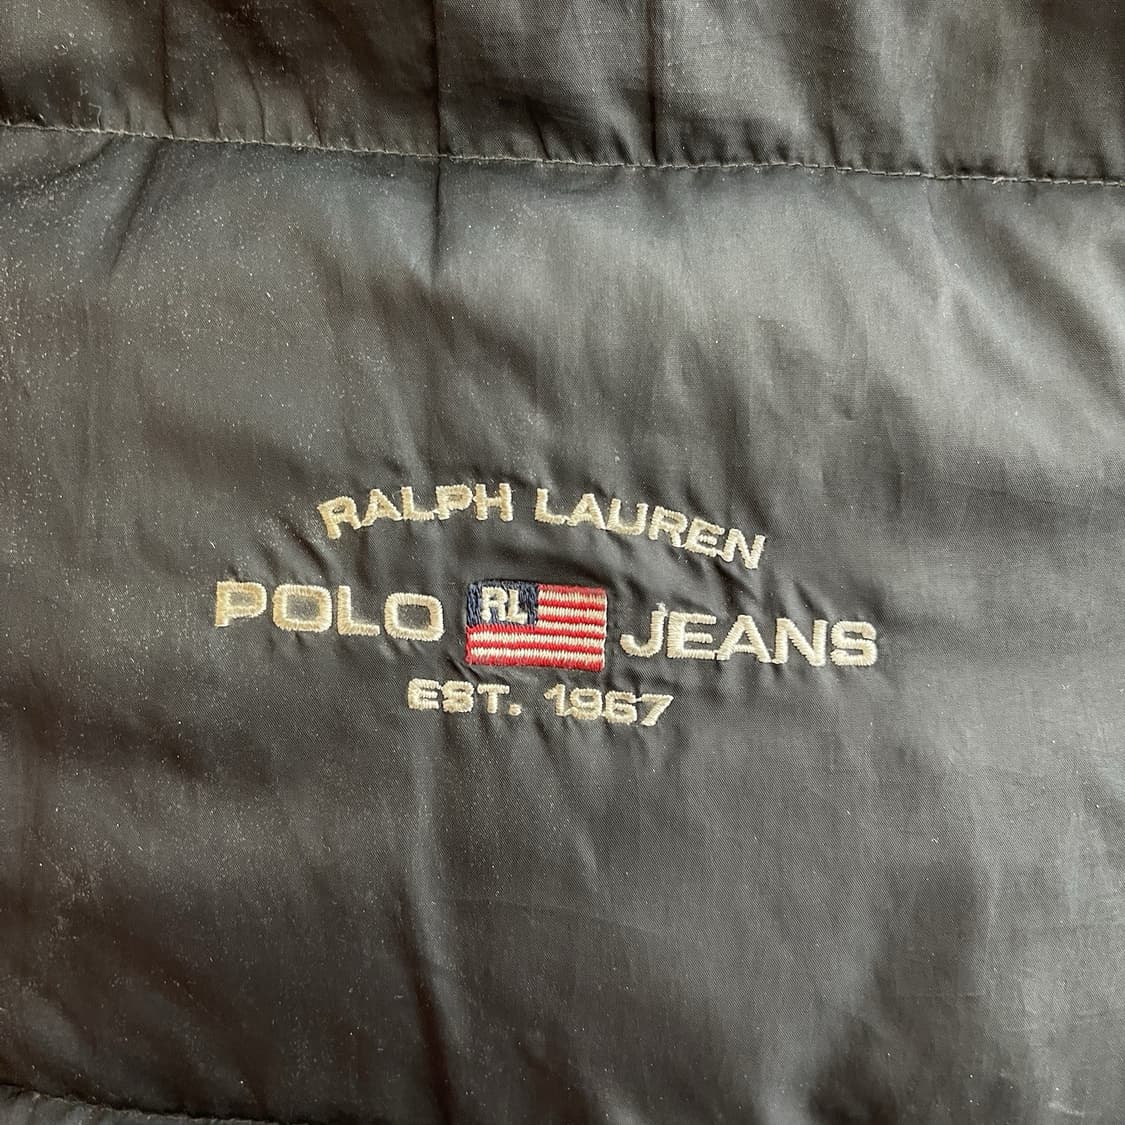 RALPH LAUREN
POLO RL JEANS
EST. 1967